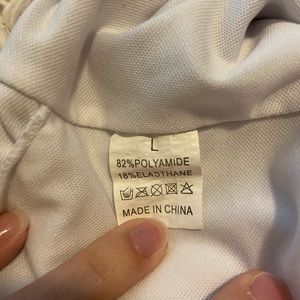 L
82%POLYAMIDE
18%ELASTHANE
MADE IN CHINA